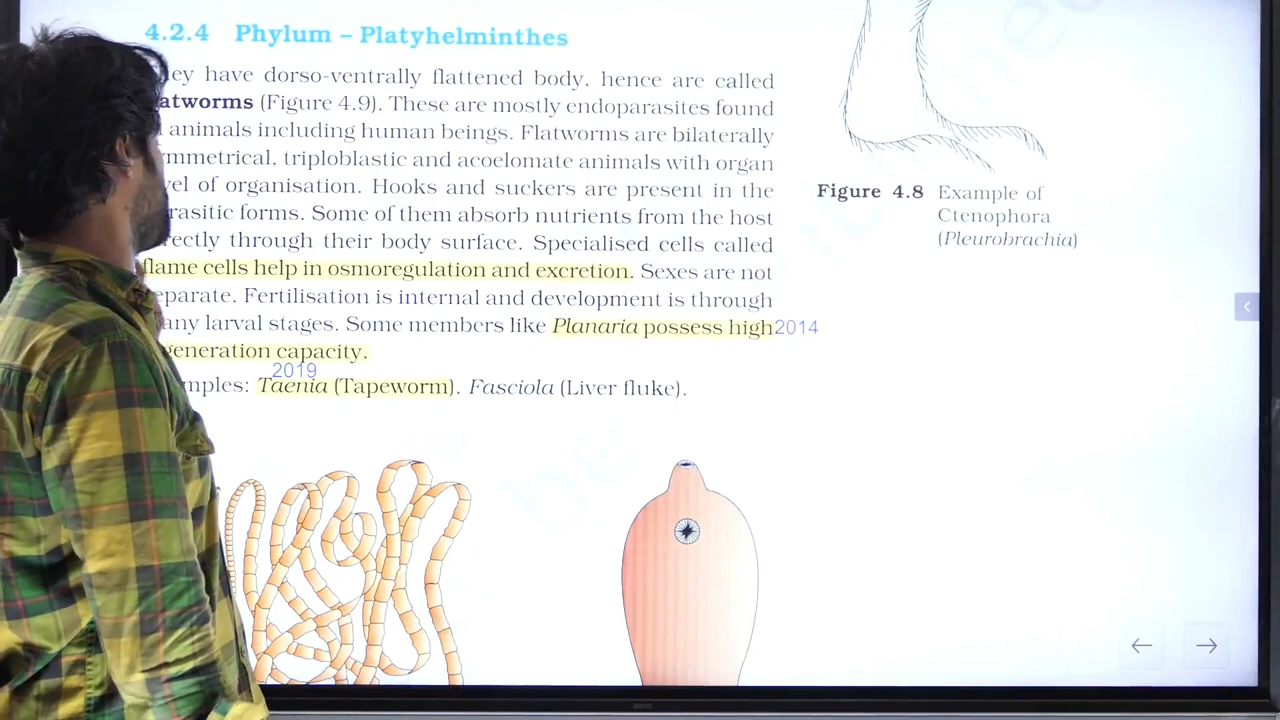 4.2.4 Phylum – Platyhelminthes
ey have dorso-ventrally flattened body, hence are called
atworms (Figure 4.9). These are mostly endoparasites found
animals including human beings. Flatworms are bilaterally
mmetrical, triploblastic and acoelomate animals with organ
vel of organisation. Hooks and suckers are present in the
rasitic forms. Some of them absorb nutrients from the host
rectly through their body surface. Specialised cells called
flame cells help in osmoregulation and excretion. Sexes are not
eparate. Fertilisation is internal and development is through
any larval stages. Some members like Planaria possess high 2014
generation capacity.
2019
mples: Taenia (Tapeworm), Fasciola (Liver fluke).
Figure 4.8 Example of
Ctenophora
(Pleurobrachia)